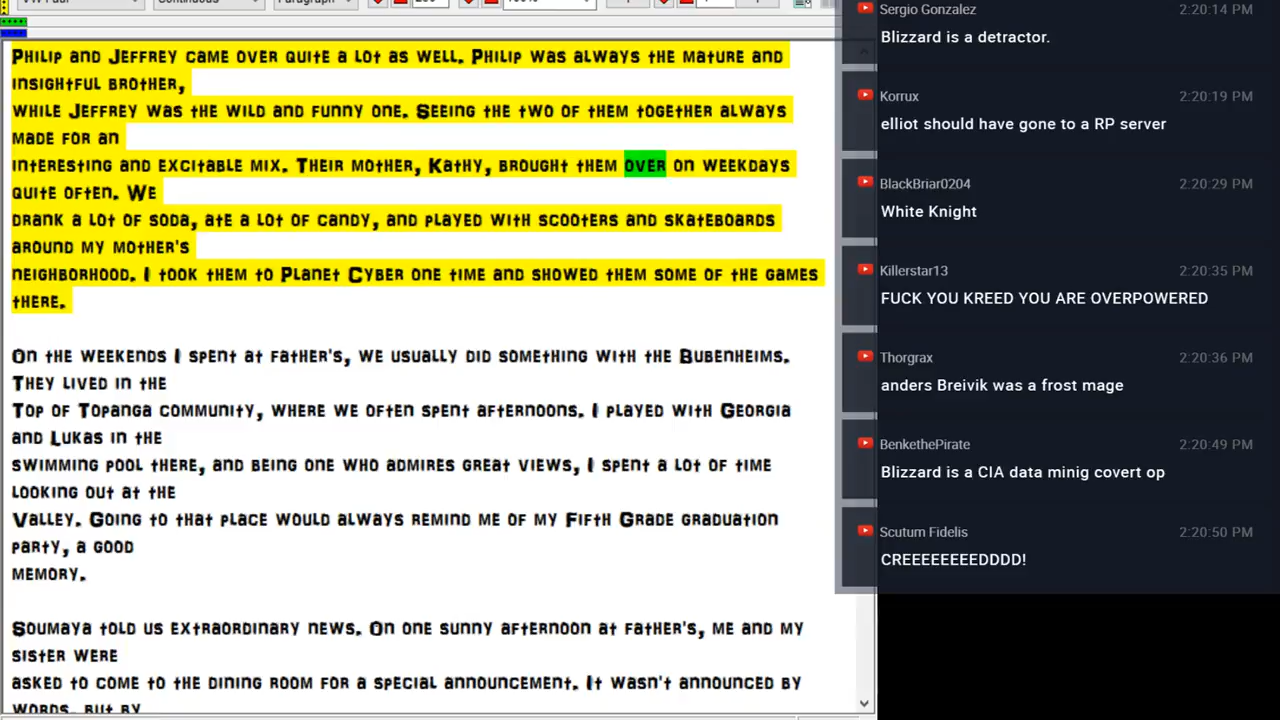 Philip and Jeffrey came over quite a lot as well. Philip was always the mature and
insightful brother,
while Jeffrey was the wild and funny one. Seeing the two of them together always
made for an
interesting and excitable mix. Their mother, Kathy, brought them over on weekdays
quite often. We
drank a lot of soda, ate a lot of candy, and played with scooters and skateboards
around my mother's
neighborhood. I took them to Planet Cyber one time and showed them some of the games
there.
On the weekends I spent at father's, we usually did something with the Bubenheims.
They lived in the
Top of Topanga community, where we often spent afternoons. I played with Georgia
and Lukas in the
swimming pool there, and being one who admires great views, I spent a lot of time
looking out at the
Valley. Going to that place would always remind me of my Fifth Grade graduation
party, a good
memory.
Soumaya told us extraordinary news. On one sunny afternoon at father's, me and my
sister were
asked to come to the dining room for a special announcement. It wasn't announced by
words, but by
Sergio Gonzalez 2:20:14 PM
Blizzard is a detractor.
Korrux 2:20:19 PM
elliot should have gone to a RP server
BlackBriar0204 2:20:29 PM
White Knight
Killerstar13 2:20:35 PM
FUCK YOU KREED YOU ARE OVERPOWERED
Thorgrax 2:20:36 PM
anders Breivik was a frost mage
BenkethePirate 2:20:49 PM
Blizzard is a CIA data minig covert op
Scutum Fidelis 2:20:50 PM
CREEEEEEEEDDDD!